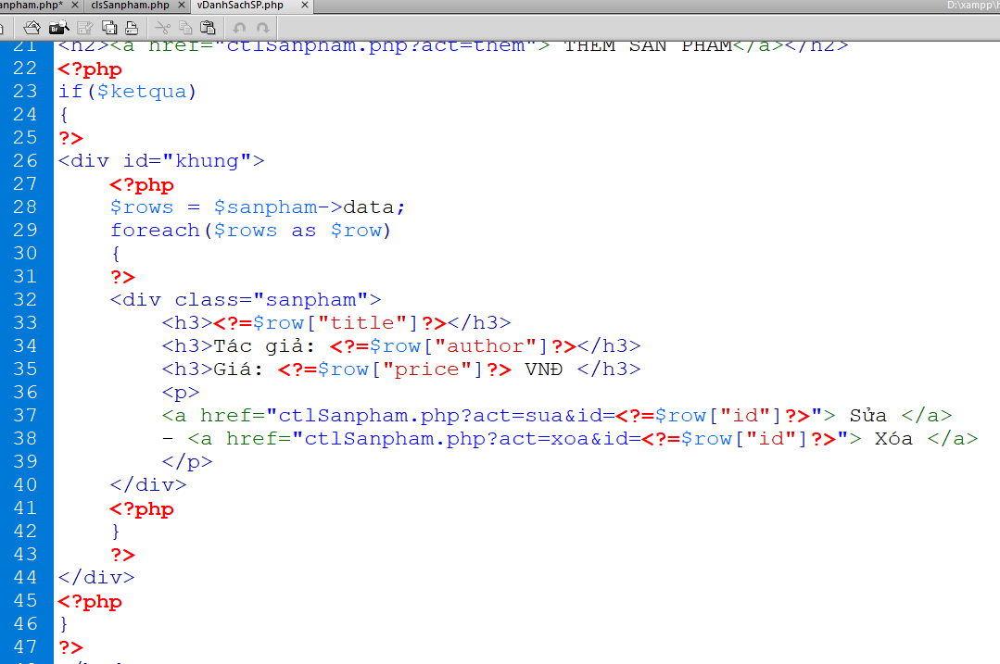 anpham.php* × clsSanpham.php × vDanhSachSP.php × D:\xampp\h
21 <h2><a href="ctlSanpham.php?act=them"> THÊM SẢN PHẨM</a></h2>
22 <?php
23 if($ketqua)
24 {
25 ?>
26 <div id="khung">
27 <?php
28 $rows = $sanpham->data;
29 foreach($rows as $row)
30 {
31 ?>
32 <div class="sanpham">
33 <h3><?=$row["title"]?></h3>
34 <h3>Tác giả: <?=$row["author"]?></h3>
35 <h3>Giá: <?=$row["price"]?> VNĐ </h3>
36 <p>
37 <a href="ctlSanpham.php?act=sua&id=<?=$row["id"]?>"> Sửa </a>
38 - <a href="ctlSanpham.php?act=xoa&id=<?=$row["id"]?>"> Xóa </a>
39 </p>
40 </div>
41 <?php
42 }
43 ?>
44 </div>
45 <?php
46 }
47 ?>